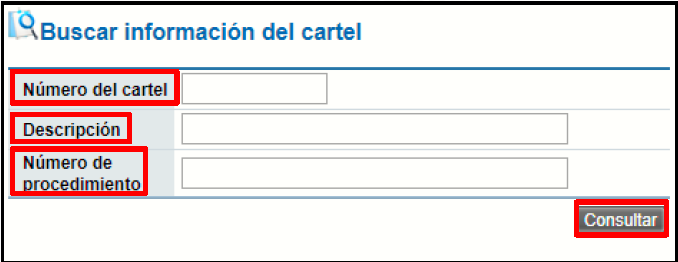 Buscar información del cartel
Número del cartel
Descripción
Número de
procedimiento
Consultar